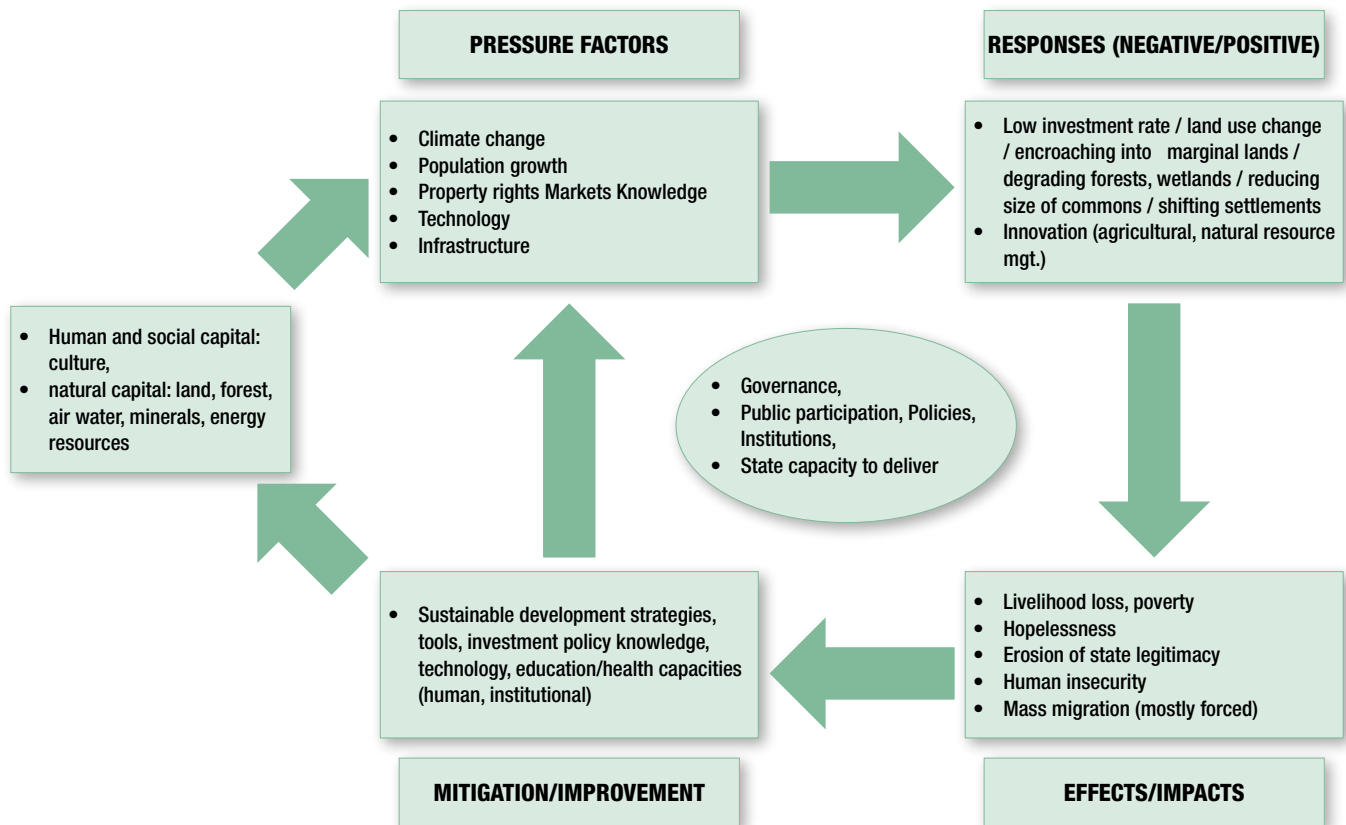 PRESSURE FACTORS
• Climate change
• Population growth
• Property rights Markets Knowledge
• Technology
• Infrastructure
RESPONSES (NEGATIVE/POSITIVE)
• Low investment rate / land use change
/ encroaching into marginal lands /
degrading forests, wetlands / reducing
size of commons / shifting settlements
• Innovation (agricultural, natural resource
mgt.)
• Human and social capital:
culture,
• natural capital: land, forest,
air water, minerals, energy
resources
• Governance,
• Public participation, Policies,
Institutions,
• State capacity to deliver
• Sustainable development strategies,
tools, investment policy knowledge,
technology, education/health capacities
(human, institutional)
MITIGATION/IMPROVEMENT
• Livelihood loss, poverty
• Hopelessness
• Erosion of state legitimacy
• Human insecurity
• Mass migration (mostly forced)
EFFECTS/IMPACTS